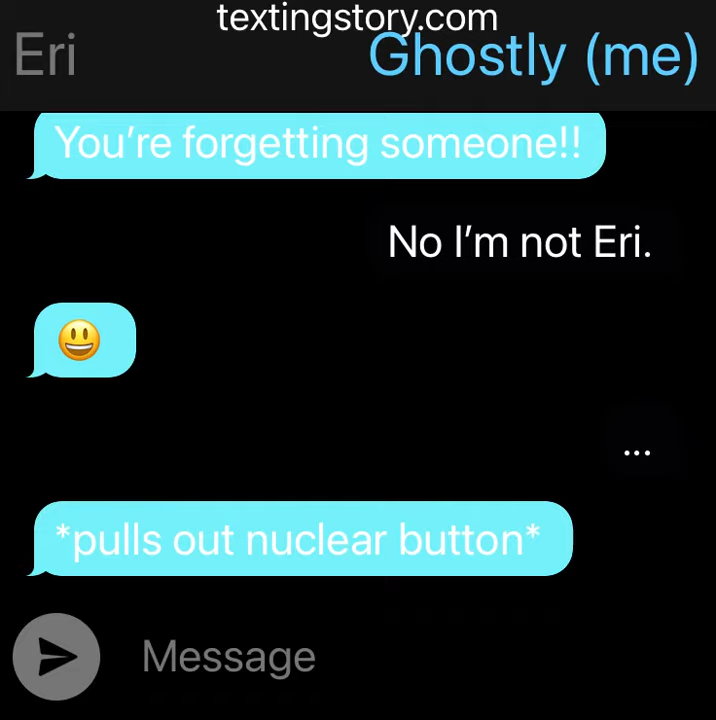 textingstory.com
Eri
Ghostly (me)
You’re forgetting someone!!
No I’m not Eri.
😃
...
*pulls out nuclear button*
Message